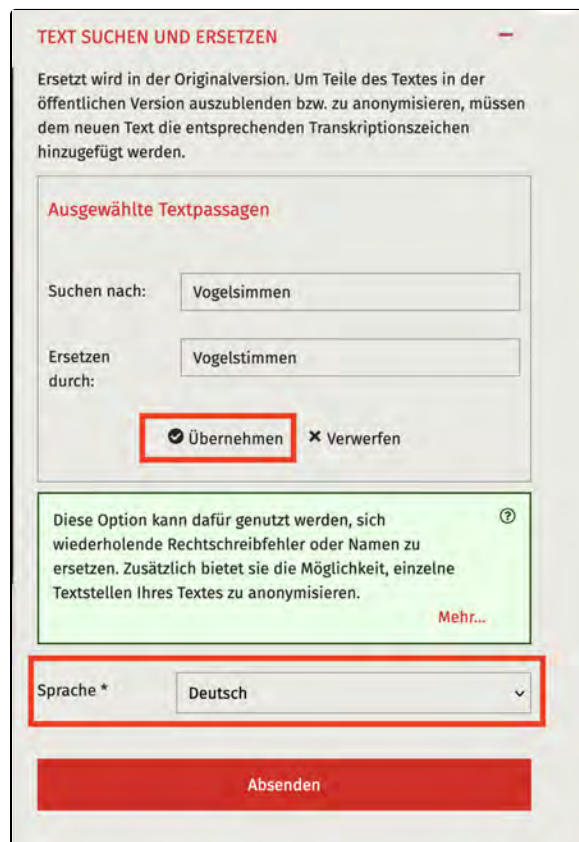 TEXT SUCHEN UND ERSETZEN
Ersetzt wird in der Originalversion. Um Teile des Textes in der
öffentlichen Version auszublenden bzw. zu anonymisieren, müssen
dem neuen Text die entsprechenden Transkriptionszeichen
hinzugefügt werden.
Ausgewählte Textpassagen
Suchen nach: Vogelsimmen
Ersetzen durch: Vogelstimmen
Übernehmen Verwerfen
Diese Option kann dafür genutzt werden, sich
wiederholende Rechtschreibfehler oder Namen zu
ersetzen. Zusätzlich bietet sie die Möglichkeit, einzelne
Textstellen Ihres Textes zu anonymisieren.
Mehr...
Sprache * Deutsch
Absenden